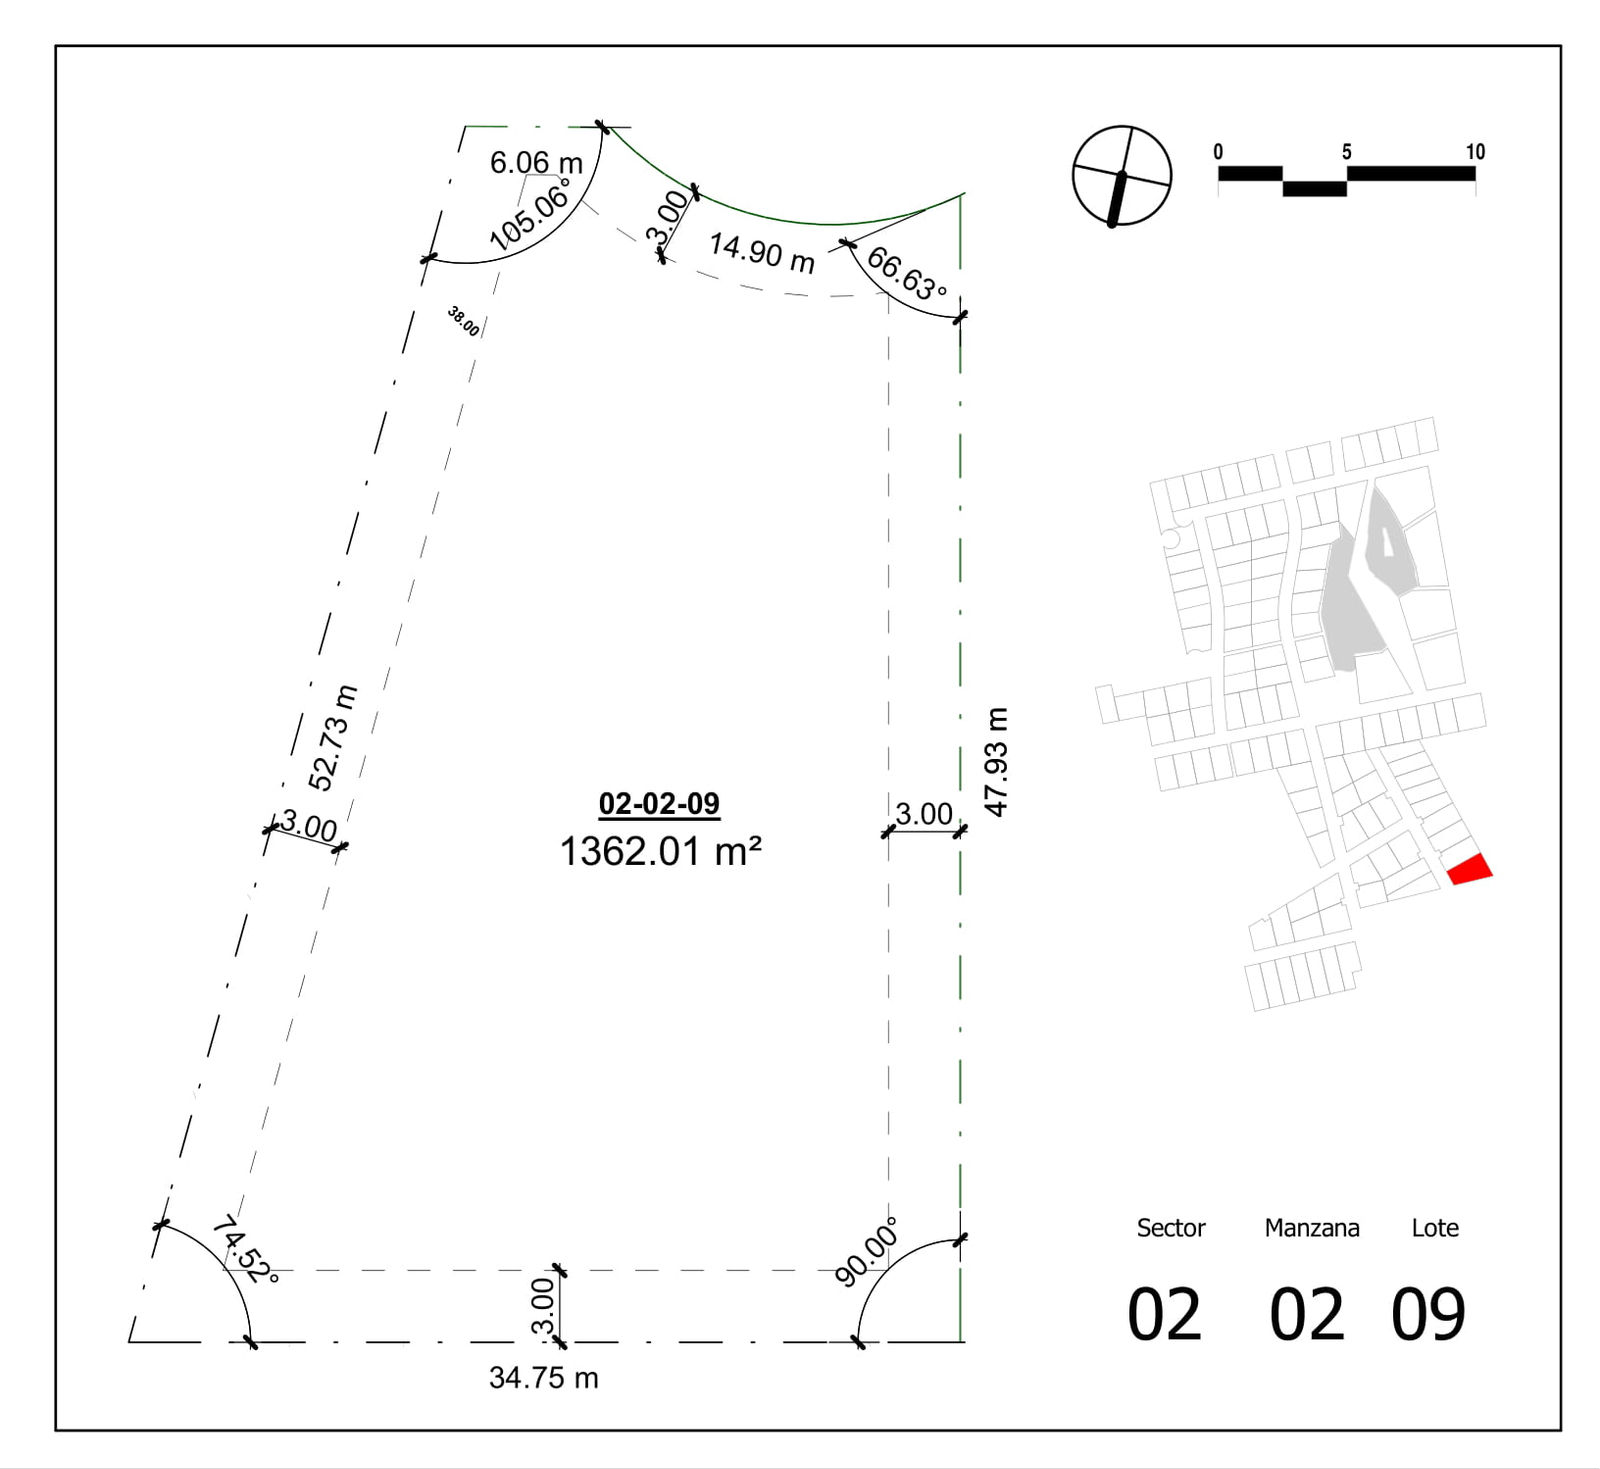 0 5 10
6.06 m
105.06°
3.00
14.90 m
66.63°
38.00
52.73 m
47.93 m
3.00
3.00
02-02-09
1362.01 m²
74.52°
90.00°
3.00
34.75 m
Sector Manzana Lote
02 02 09